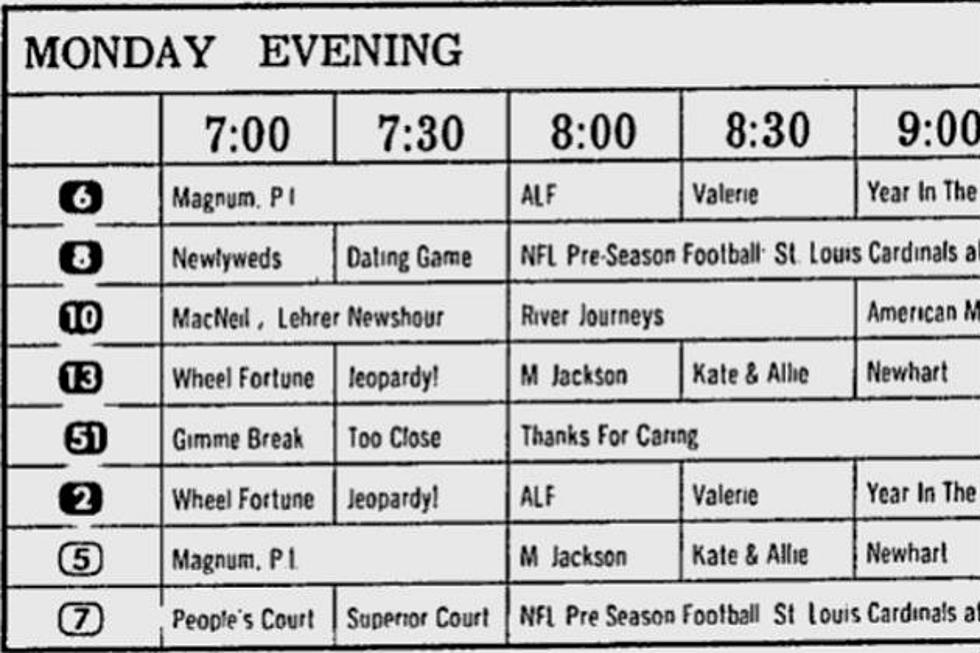 MONDAY EVENING
7:00 7:30 8:00 8:30 9:00
6 Magnum, P I ALF Valerie Year In The
8 Newlyweds Dating Game NFL Pre-Season Football: St. Louis Cardinals at
10 MacNeil, Lehrer Newshour River Journeys American M
13 Wheel Fortune Jeopardy! M Jackson Kate & Allie Newhart
51 Gimme Break Too Close Thanks For Caring
2 Wheel Fortune Jeopardy! ALF Valerie Year In The
5 Magnum, P I. M Jackson Kate & Allie Newhart
7 People's Court Superior Court NFL Pre Season Football St Louis Cardinals at